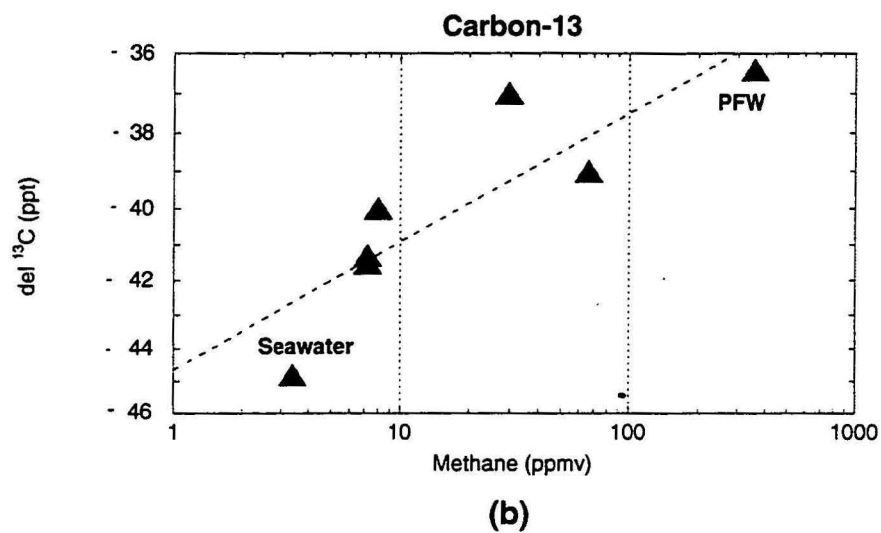 Carbon-13
- 36
- 38
- 40
- 42
- 44
- 46
del ¹³C (ppt)
PFW
Seawater
1
10
100
1000
Methane (ppmv)
(b)